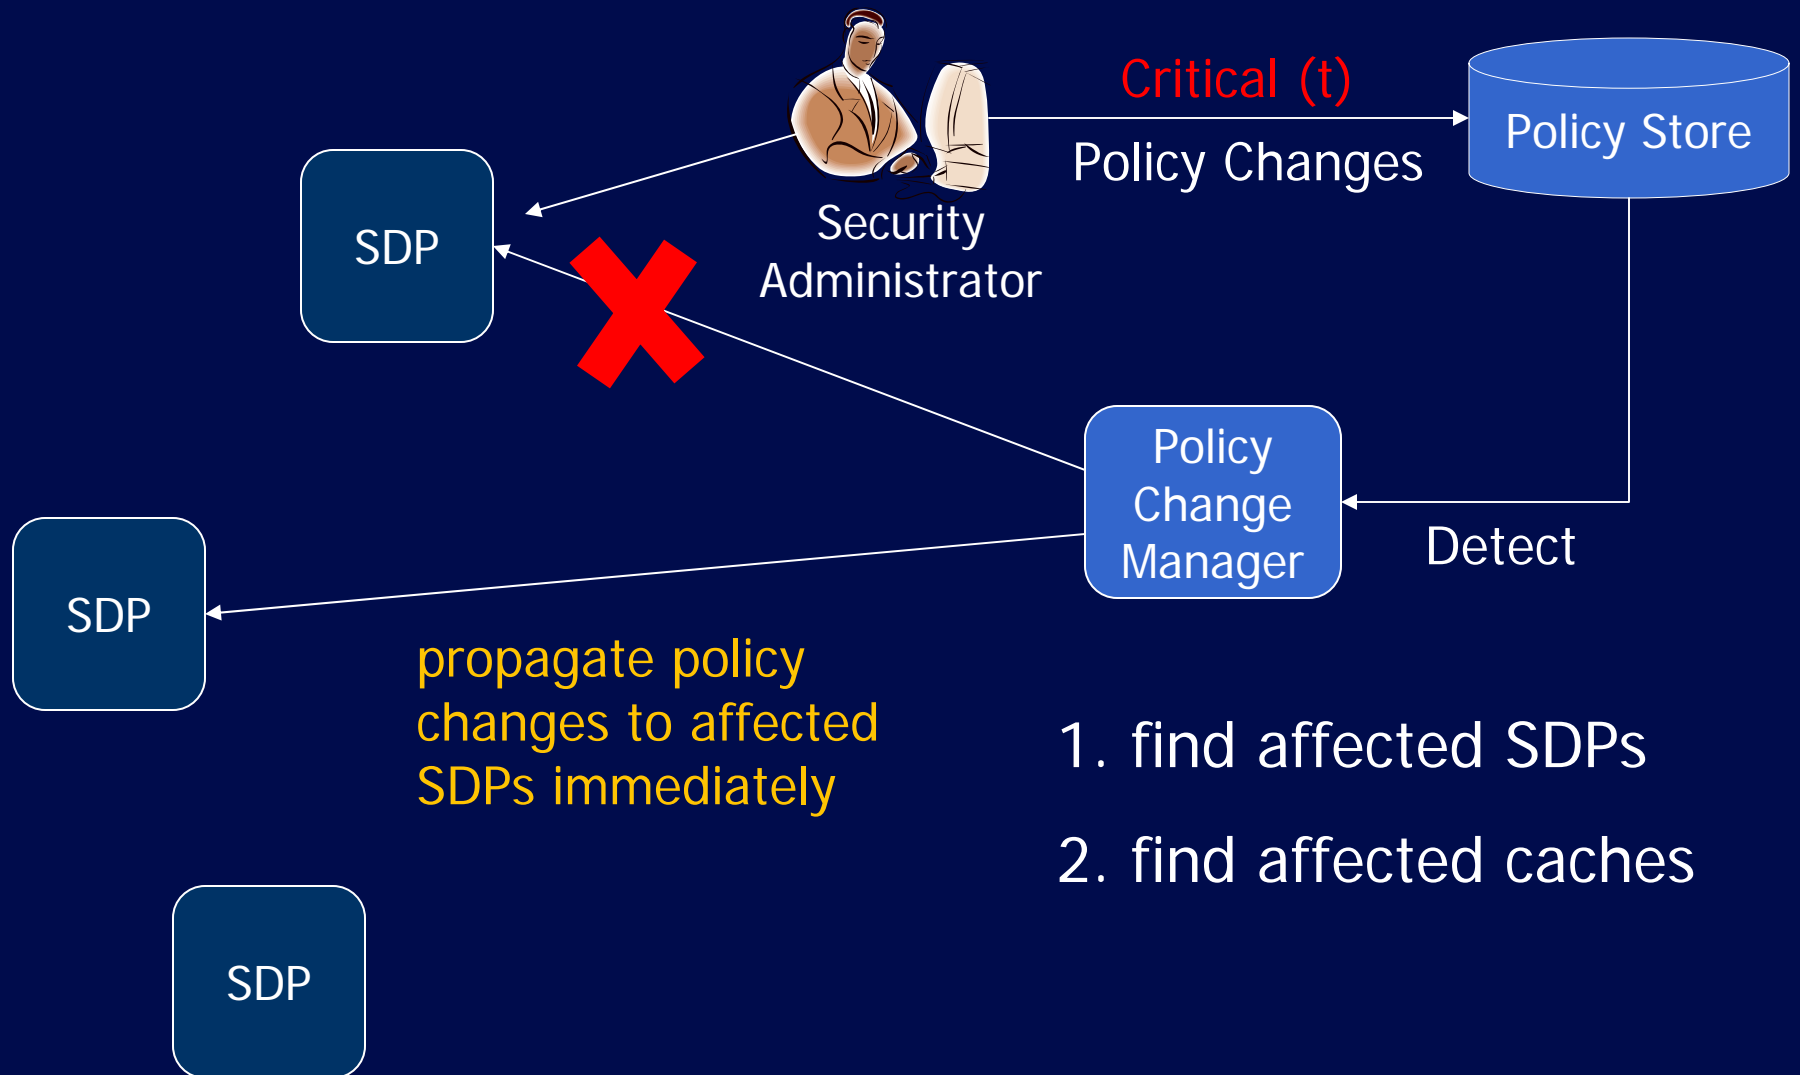 Critical (t)
Policy Changes
Policy Store
Security
Administrator
SDP
Policy
Change
Manager
Detect
SDP
propagate policy
changes to affected
SDPs immediately
1. find affected SDPs
2. find affected caches
SDP